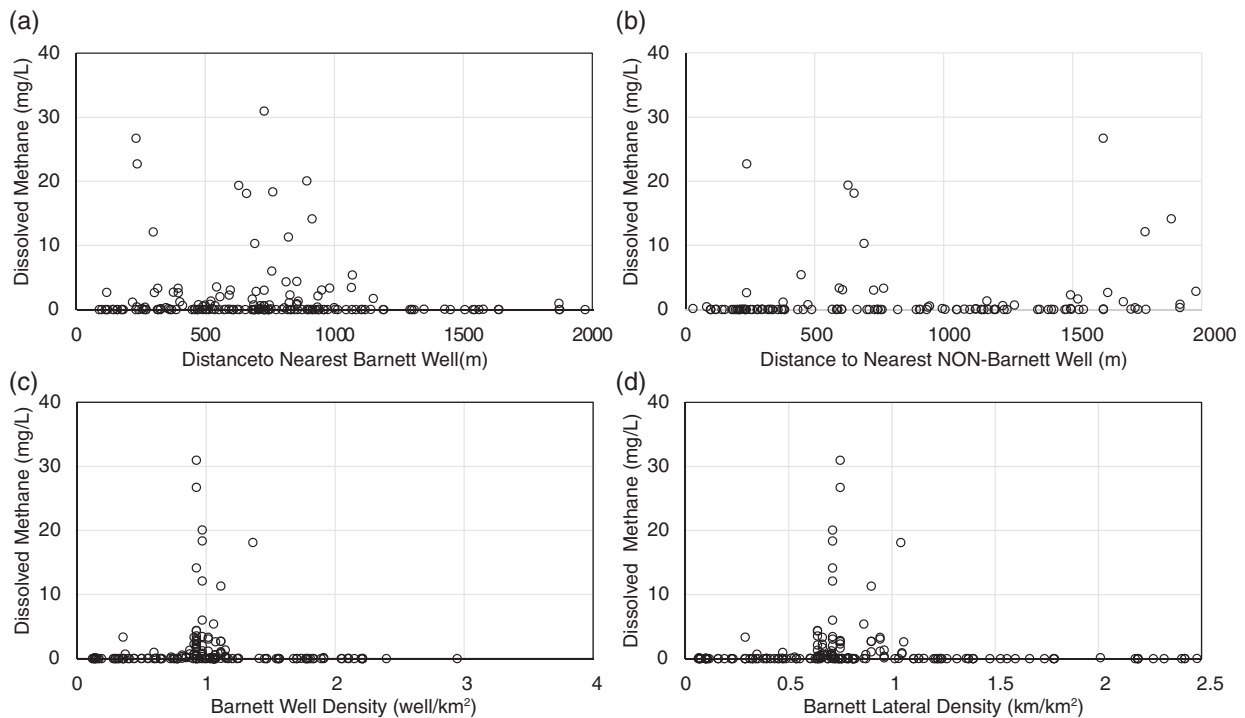 (a)
40
30
20
10
0
Dissolved Methane (mg/L)
0 500 1000 1500 2000
Distanceto Nearest Barnett Well(m)
(b)
40
30
20
10
0
Dissolved Methane (mg/L)
0 500 1000 1500 2000
Distance to Nearest NON-Barnett Well (m)
(c)
40
30
20
10
0
Dissolved Methane (mg/L)
0 1 2 3 4
Barnett Well Density (well/km²)
(d)
40
30
20
10
0
Dissolved Methane (mg/L)
0 0.5 1 1.5 2 2.5
Barnett Lateral Density (km/km²)